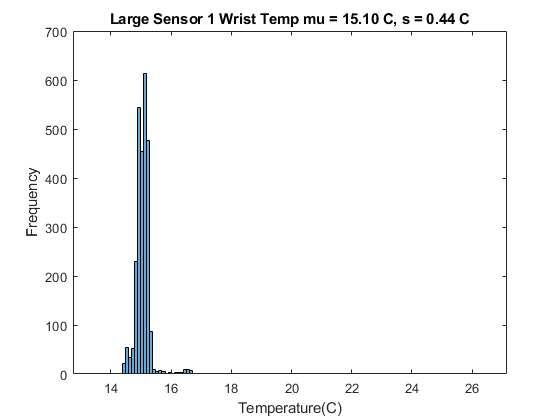 Large Sensor 1 Wrist Temp mu = 15.10 C, s = 0.44 C
700
600
500
400
300
200
100
0
Frequency
14 16 18 20 22 24 26
Temperature(C)